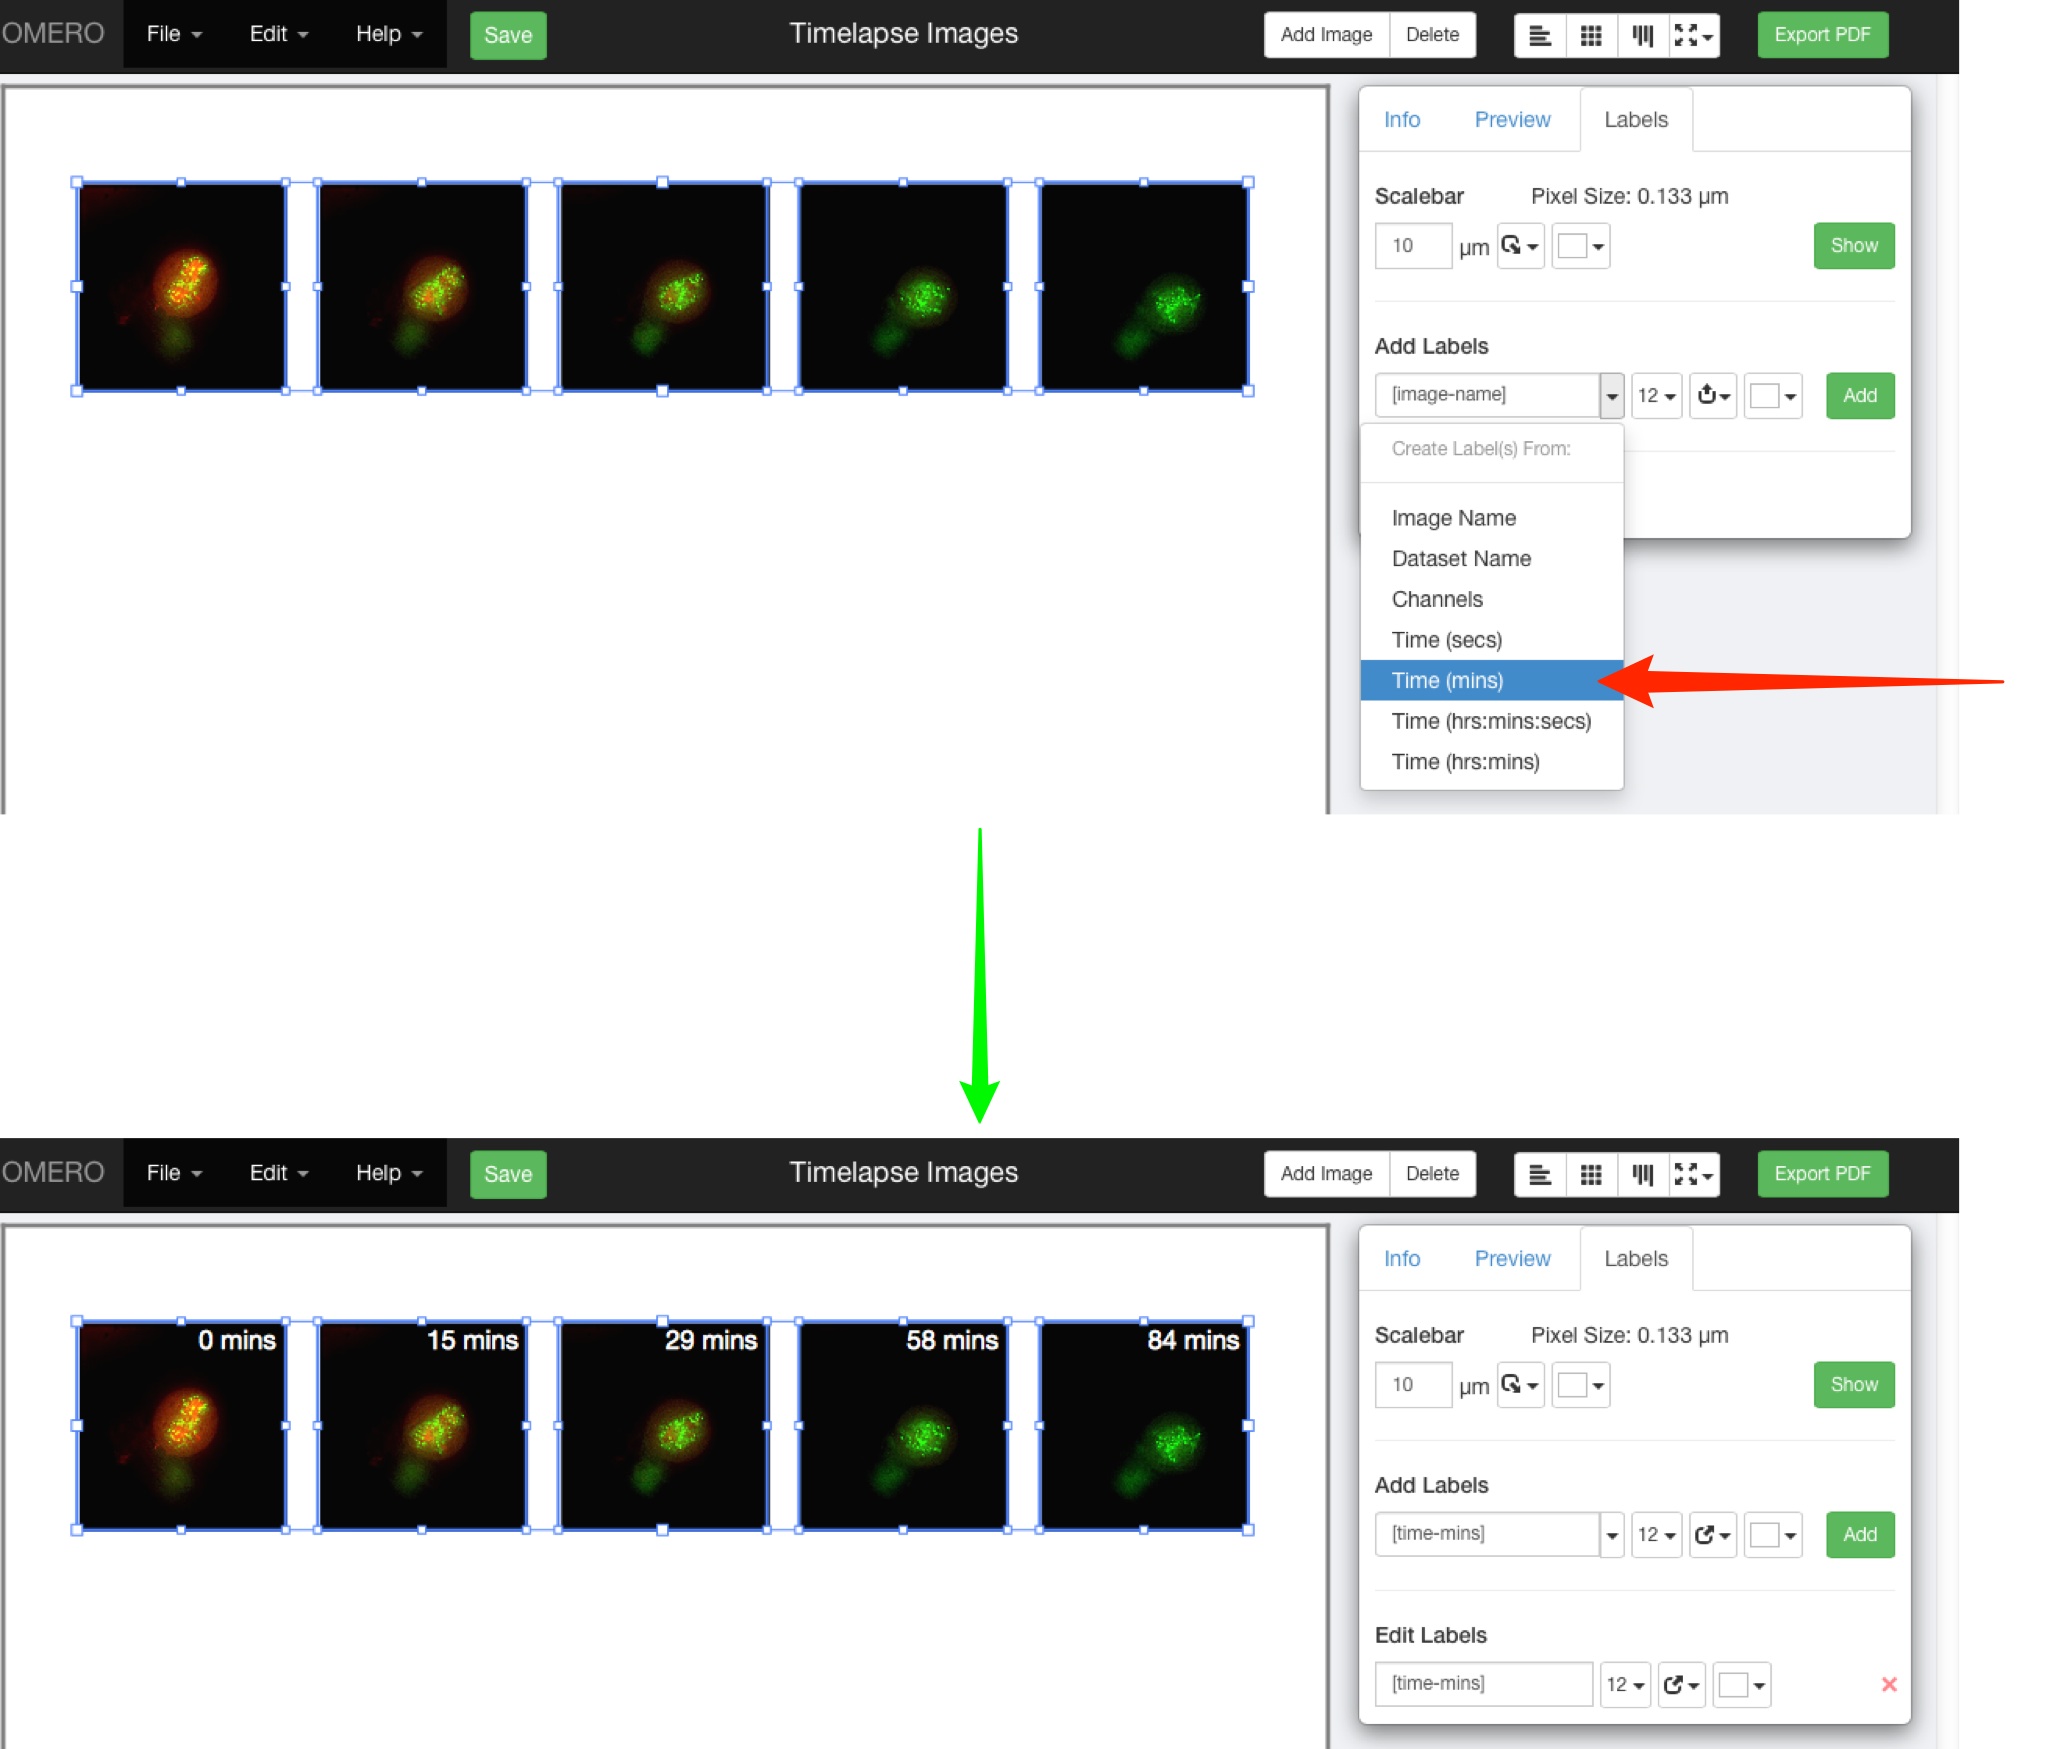 OMERO File Edit Help Save Timelapse Images Add Image Delete Export PDF
Info Preview Labels
Scalebar Pixel Size: 0.133 µm
10 µm Show
Add Labels
[image-name] 12 Add
Create Label(s) From:
Image Name
Dataset Name
Channels
Time (secs)
Time (mins)
Time (hrs:mins:secs)
Time (hrs:mins)
OMERO File Edit Help Save Timelapse Images Add Image Delete Export PDF
0 mins 15 mins 29 mins 58 mins 84 mins
Info Preview Labels
Scalebar Pixel Size: 0.133 µm
10 µm Show
Add Labels
[time-mins] 12 Add
Edit Labels
[time-mins] 12